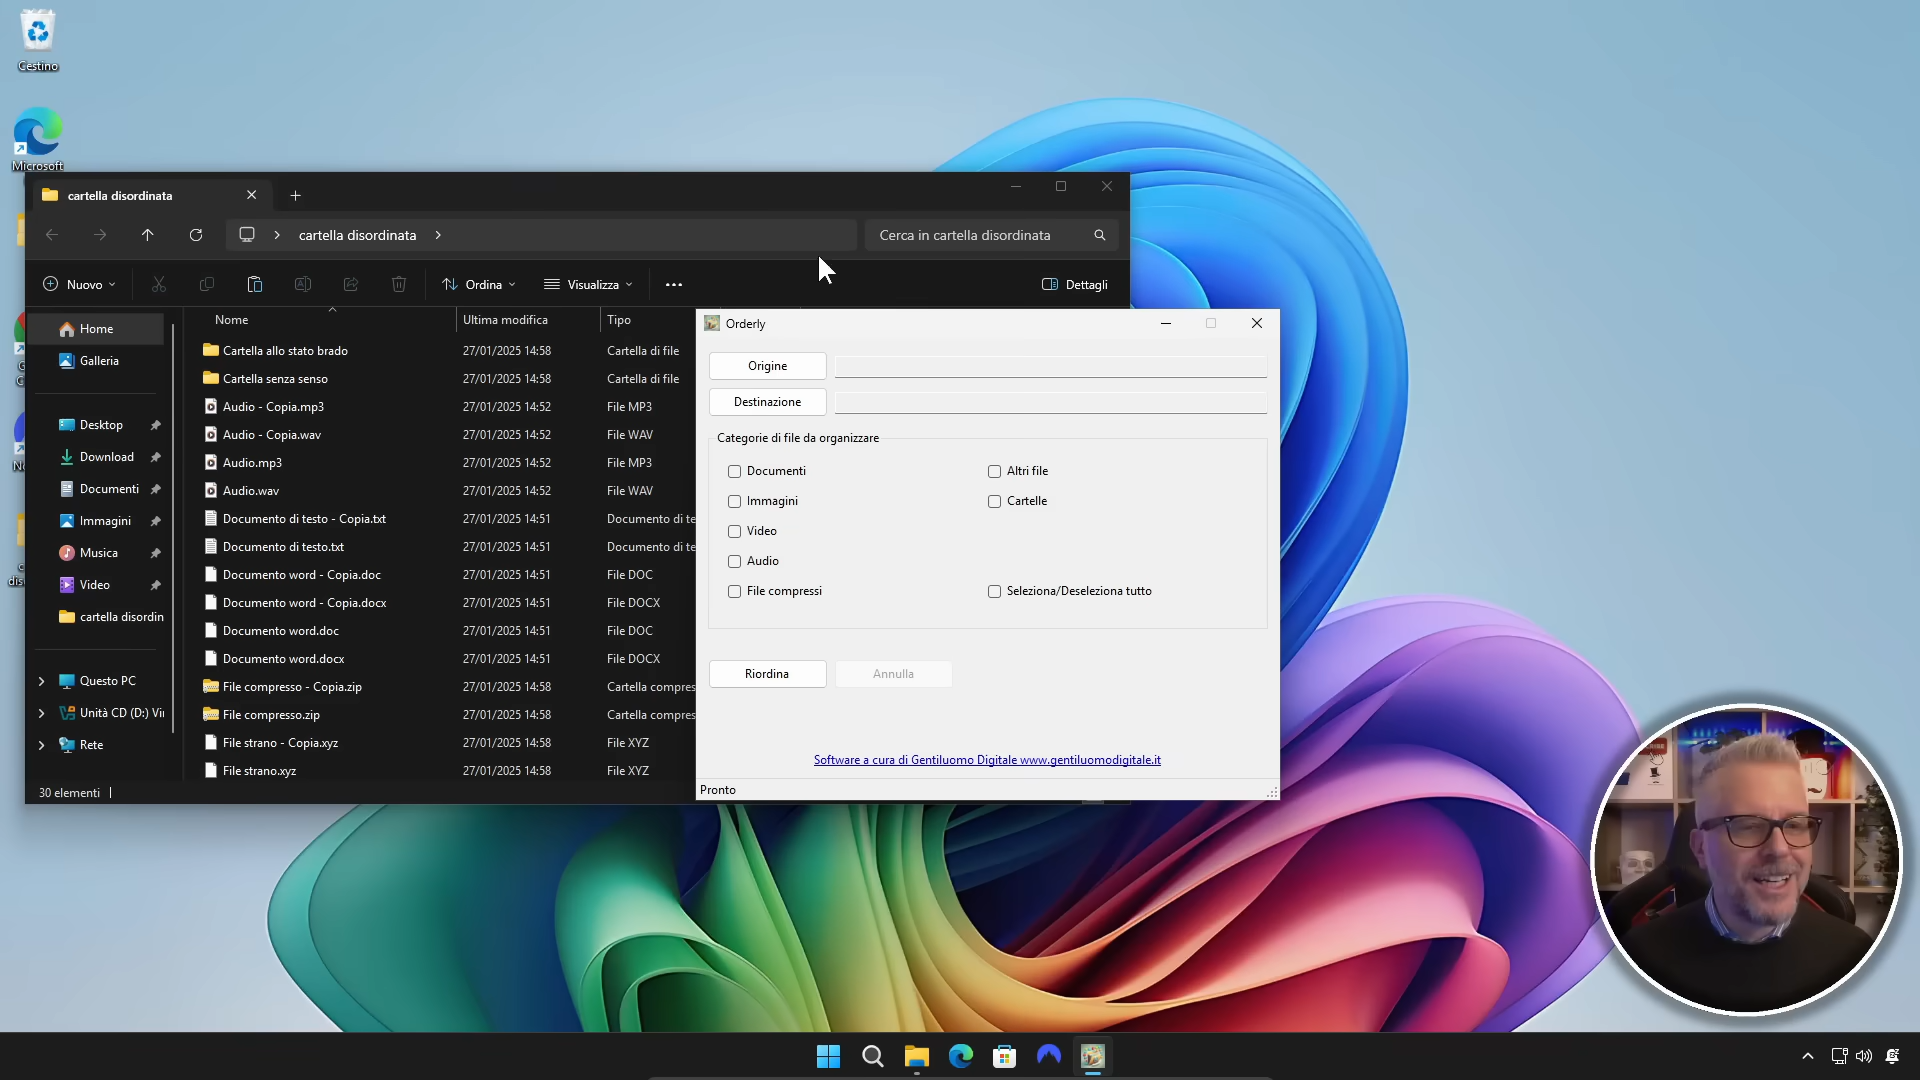 Cestino
Microsoft
cartella disordinata
cartella disordinata
Cerca in cartella disordinata
Nuovo
Ordina
Visualizza
Dettagli
Home
Galleria
Desktop
Download
Documenti
Immagini
Musica
Video
cartella disordin
Questo PC
Unità CD (D:) Vi
Rete
Nome Ultima modifica Tipo
Cartella allo stato brado 27/01/2025 14:58 Cartella di file
Cartella senza senso 27/01/2025 14:58 Cartella di file
Audio - Copia.mp3 27/01/2025 14:52 File MP3
Audio - Copia.wav 27/01/2025 14:52 File WAV
Audio.mp3 27/01/2025 14:52 File MP3
Audio.wav 27/01/2025 14:52 File WAV
Documento di testo - Copia.txt 27/01/2025 14:51 Documento di te
Documento di testo.txt 27/01/2025 14:51 Documento di te
Documento word - Copia.doc 27/01/2025 14:51 File DOC
Documento word - Copia.docx 27/01/2025 14:51 File DOCX
Documento word.doc 27/01/2025 14:51 File DOC
Documento word.docx 27/01/2025 14:51 File DOCX
File compresso - Copia.zip 27/01/2025 14:58 Cartella compres
File compresso.zip 27/01/2025 14:58 Cartella compres
File strano - Copia.xyz 27/01/2025 14:58 File XYZ
File strano.xyz 27/01/2025 14:58 File XYZ
30 elementi
Orderly
Origine
Destinazione
Categorie di file da organizzare
Documenti
Immagini
Video
Audio
File compressi
Altri file
Cartelle
Seleziona/Deseleziona tutto
Riordina
Annulla
Software a cura di Gentiluomo Digitale www.gentiluomodigitale.it
Pronto